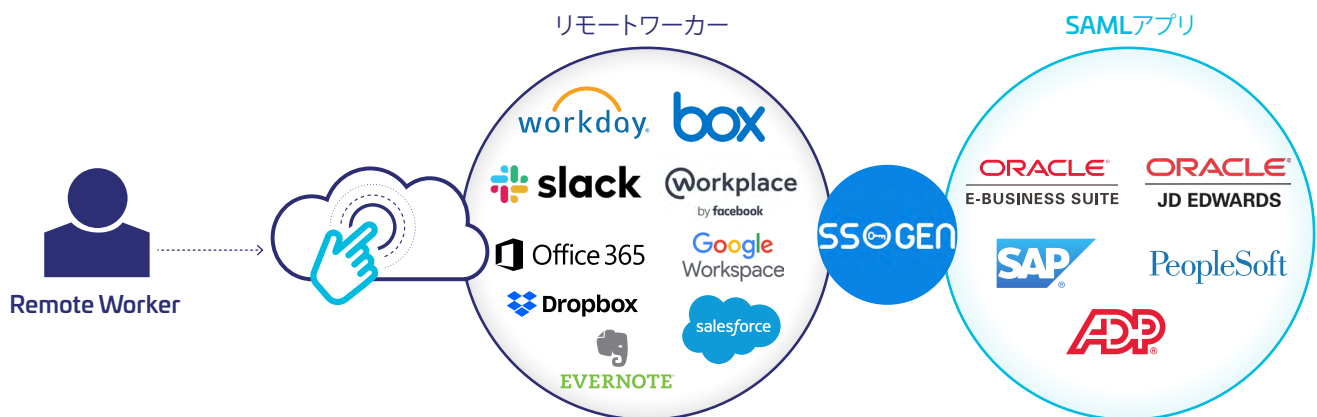 リモートワーカー
SAMLアプリ
workday.
box
slack
workplace
by facebook
Office 365
Google
Workspace
Dropbox
salesforce
EVERNOTE
SSOGEN
ORACLE®
E-BUSINESS SUITE
ORACLE®
JD EDWARDS
SAP®
PeopleSoft
ADP®
Remote Worker